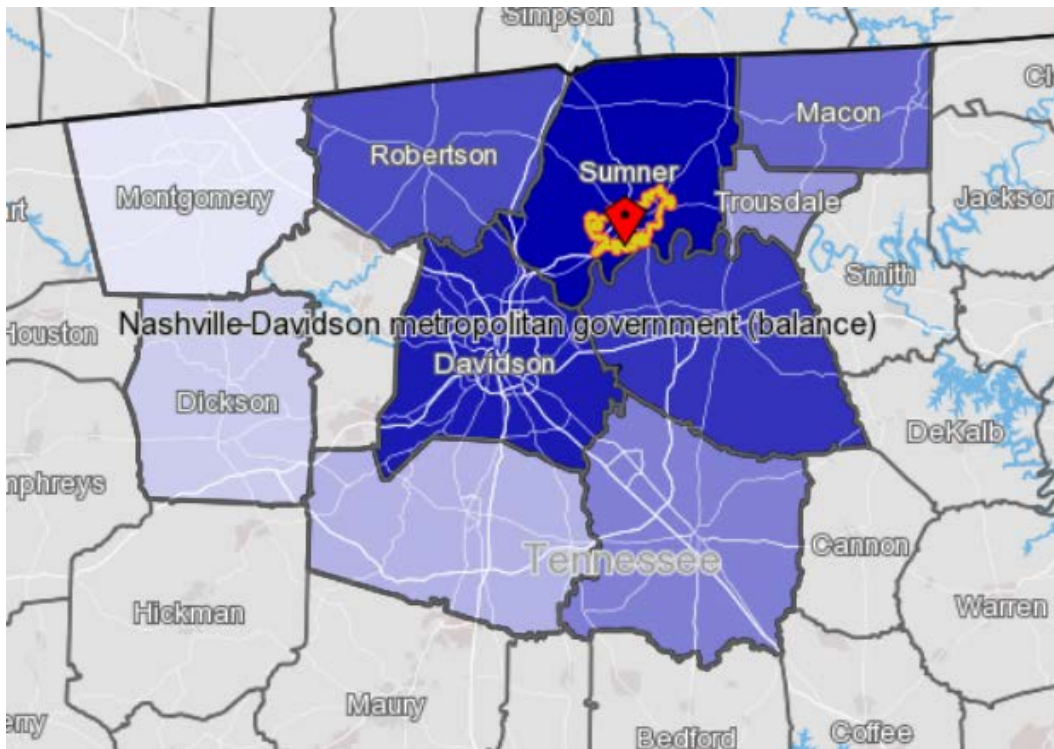 Simpson
Macon
Robertson
Sumner
Montgomery
Trousdale
Jackson
Smith
Nashville-Davidson metropolitan government (balance)
Houston
Davidson
Dickson
DeKalb
mphreys
Cannon
Tennessee
Hickman
Warren
Maury
Coffee
Bedford